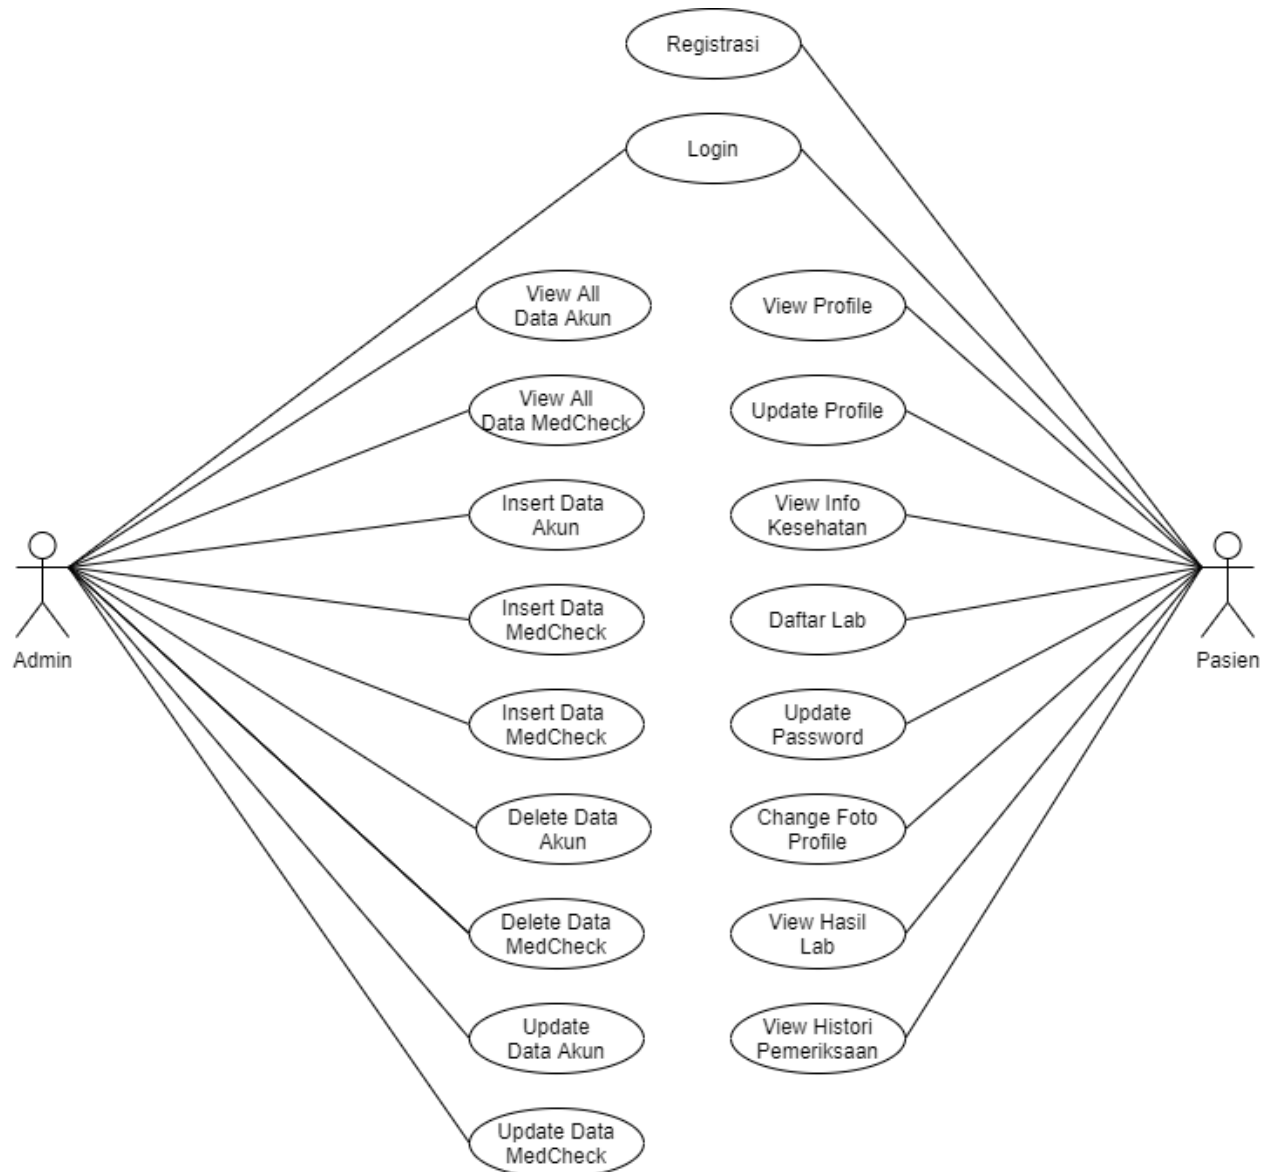 Registrasi
Login
View All
Data Akun
View All
Data MedCheck
Insert Data
Akun
Insert Data
MedCheck
Insert Data
MedCheck
Delete Data
Akun
Delete Data
MedCheck
Update
Data Akun
Update Data
MedCheck
View Profile
Update Profile
View Info
Kesehatan
Daftar Lab
Update
Password
Change Foto
Profile
View Hasil
Lab
View Histori
Pemeriksaan
Admin
Pasien